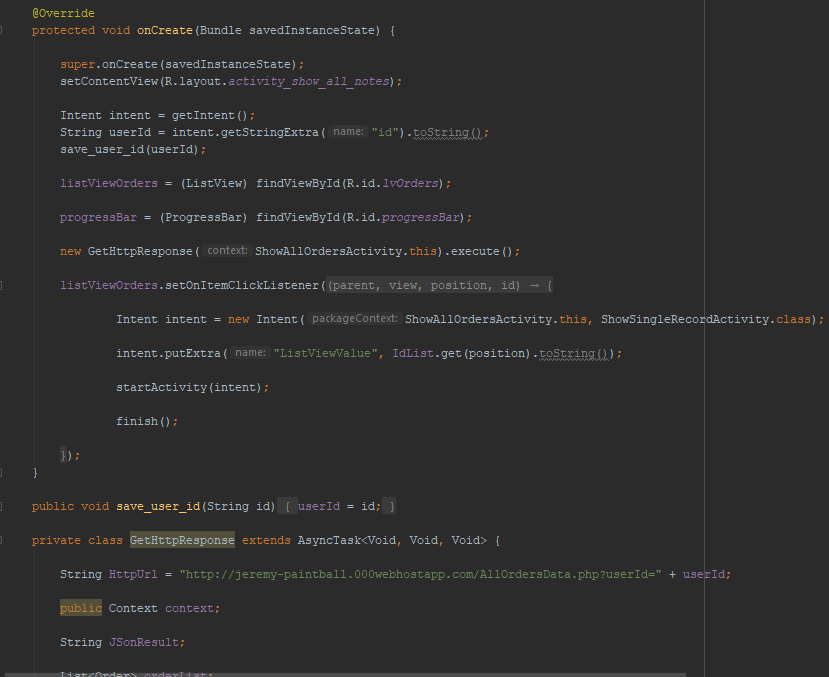 @Override
protected void onCreate(Bundle savedInstanceState) {
super.onCreate(savedInstanceState);
setContentView(R.layout.activity_show_all_notes);
Intent intent = getIntent();
String userId = intent.getStringExtra( name: "id").toString();
save_user_id(userId);
listViewOrders = (ListView) findViewById(R.id.lvOrders);
progressBar = (ProgressBar) findViewById(R.id.progressBar);
new GetHttpResponse( context: ShowAllOrdersActivity.this).execute();
listViewOrders.setOnItemClickListener((parent, view, position, id) → {
Intent intent = new Intent( packageContext: ShowAllOrdersActivity.this, ShowSingleRecordActivity.class);
intent.putExtra( name: "ListViewValue", IdList.get(position).toString());
startActivity(intent);
finish();
});
}
public void save_user_id(String id) { userId = id; }
private class GetHttpResponse extends AsyncTask<Void, Void, Void> {
String HttpUrl = "http://jeremy-paintball.000webhostapp.com/AllOrdersData.php?userId=" + userId;
public Context context;
String JSonResult;
List<Order> orderList;